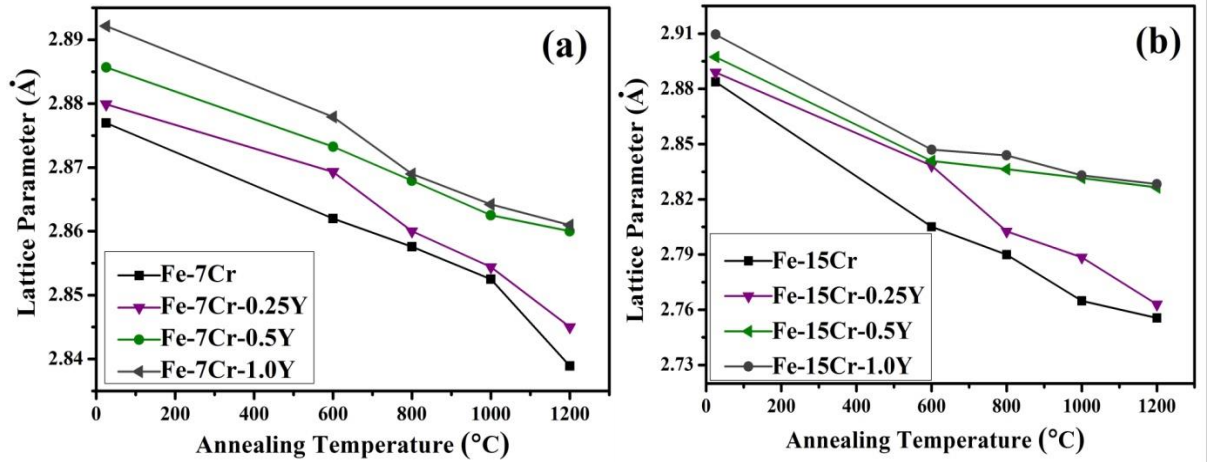 (a)
Lattice Parameter (Å)
2.89
2.88
2.87
2.86
2.85
2.84
Fe-7Cr
Fe-7Cr-0.25Y
Fe-7Cr-0.5Y
Fe-7Cr-1.0Y
0 200 400 600 800 1000 1200
Annealing Temperature (°C)
(b)
Lattice Parameter (Å)
2.91
2.88
2.85
2.82
2.79
2.76
2.73
Fe-15Cr
Fe-15Cr-0.25Y
Fe-15Cr-0.5Y
Fe-15Cr-1.0Y
0 200 400 600 800 1000 1200
Annealing Temperature (°C)